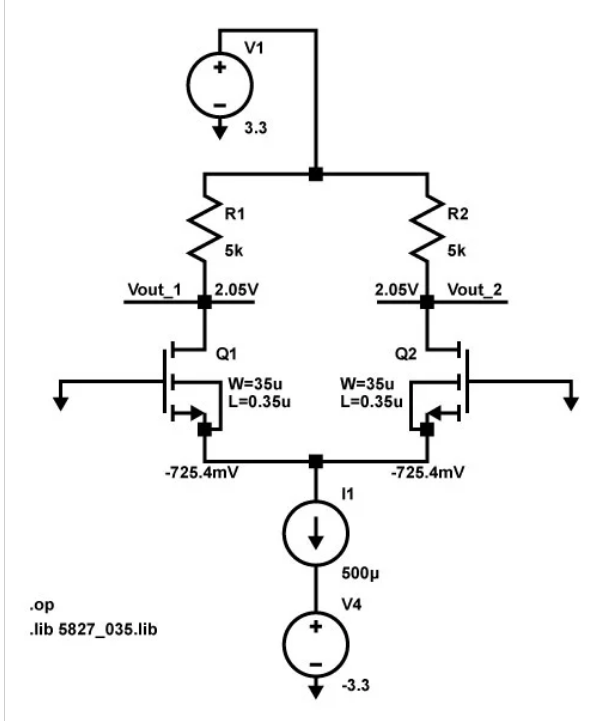 V1
+
-
3.3
R1
5k
R2
5k
Vout_1
2.05V
2.05V
Vout_2
Q1
W=35u
L=0.35u
Q2
W=35u
L=0.35u
-725.4mV
-725.4mV
I1
500µ
V4
+
-
-3.3
.op
.lib 5827_035.lib